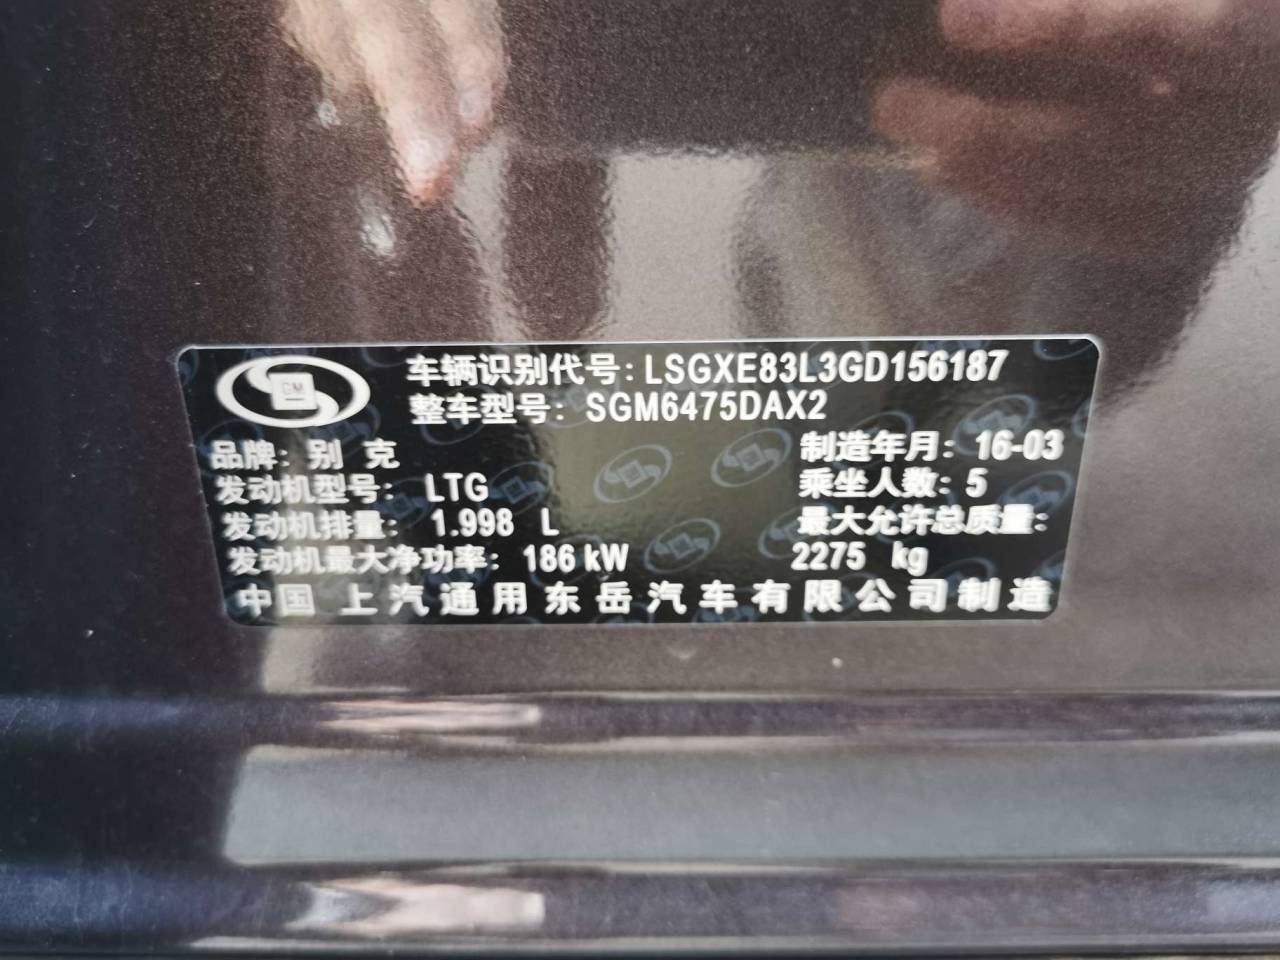 GM
车辆识别代号: LSGXE83L3GD156187
整车型号: SGM6475DAX2
品牌: 别 克
制造年月: 16-03
发动机型号: LTG
乘坐人数: 5
发动机排量: 1.998 L
最大允许总质量:
发动机最大净功率: 186 kW
2275 kg
中国 上汽通用东岳汽车有限公司制造